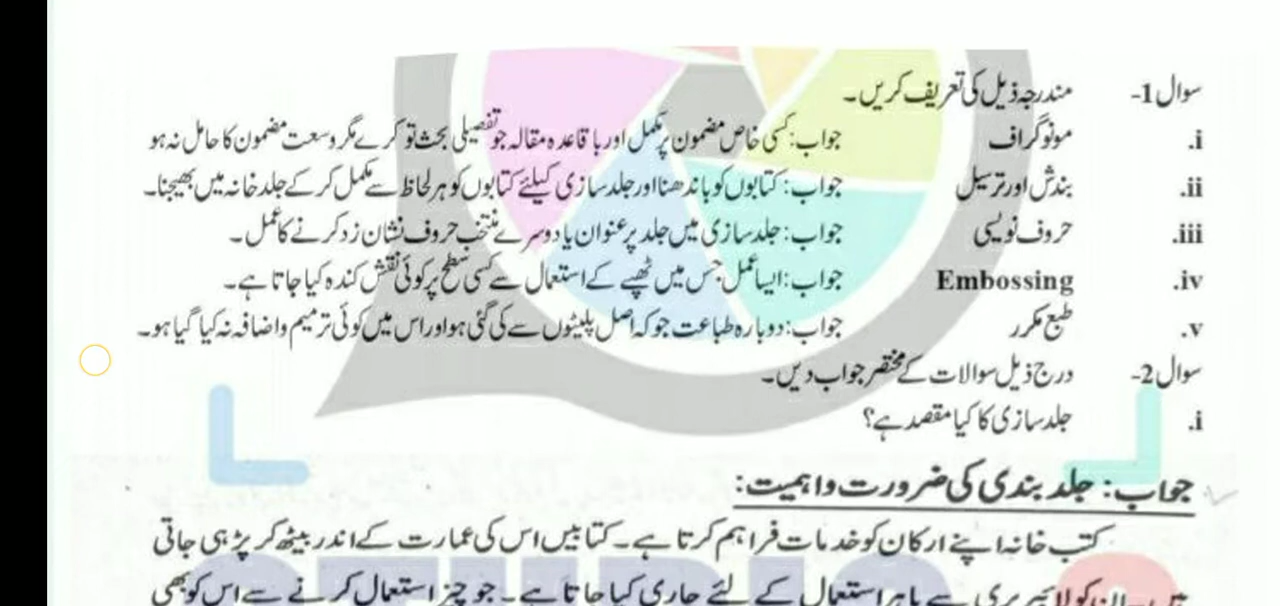 سوال 1- مندرجہ ذیل کی تعریف کریں۔
i. مونوگراف جواب: کسی خاص مضمون پر مکمل اور باقاعدہ مقالہ جو تفصیلی بحث تو کرے مگر وسعت مضمون کا حامل نہ ہو
ii. بندش اور ترسیل جواب: کتابوں کو باندھنا اور جلد سازی کیلئے کتابوں کو ہر لحاظ سے مکمل کر کے جلد خانہ میں بھیجنا۔
iii. حروف نویسی جواب: جلد سازی میں جلد پر عنوان یا دوسرے منتخب حروف نشان زد کرنے کا عمل۔
iv. Embossing جواب: ایسا عمل جس میں ٹھپے کے استعمال سے کسی سطح پر کوئی نقش کندہ کیا جاتا ہے۔
v. طبع مکرر جواب: دوبارہ طباعت جو کہ اصل پلیٹوں سے کی گئی ہو اور اس میں کوئی ترمیم و اضافہ نہ کیا گیا ہو۔
سوال 2- درج ذیل سوالات کے مختصر جواب دیں۔
i. جلد سازی کا کیا مقصد ہے؟
جواب: جلد بندی کی ضرورت و اہمیت:
کتب خانہ اپنے ارکان کو خدمات فراہم کرتا ہے۔ کتابیں اس کی عمارت کے اندر بیٹھ کر پڑھی جاتی
ہیں۔ ان کو لائبریری سے باہر استعمال کے لئے جاری کیا جاتا ہے۔ جو چیز استعمال کرنے سے اس کو بھی